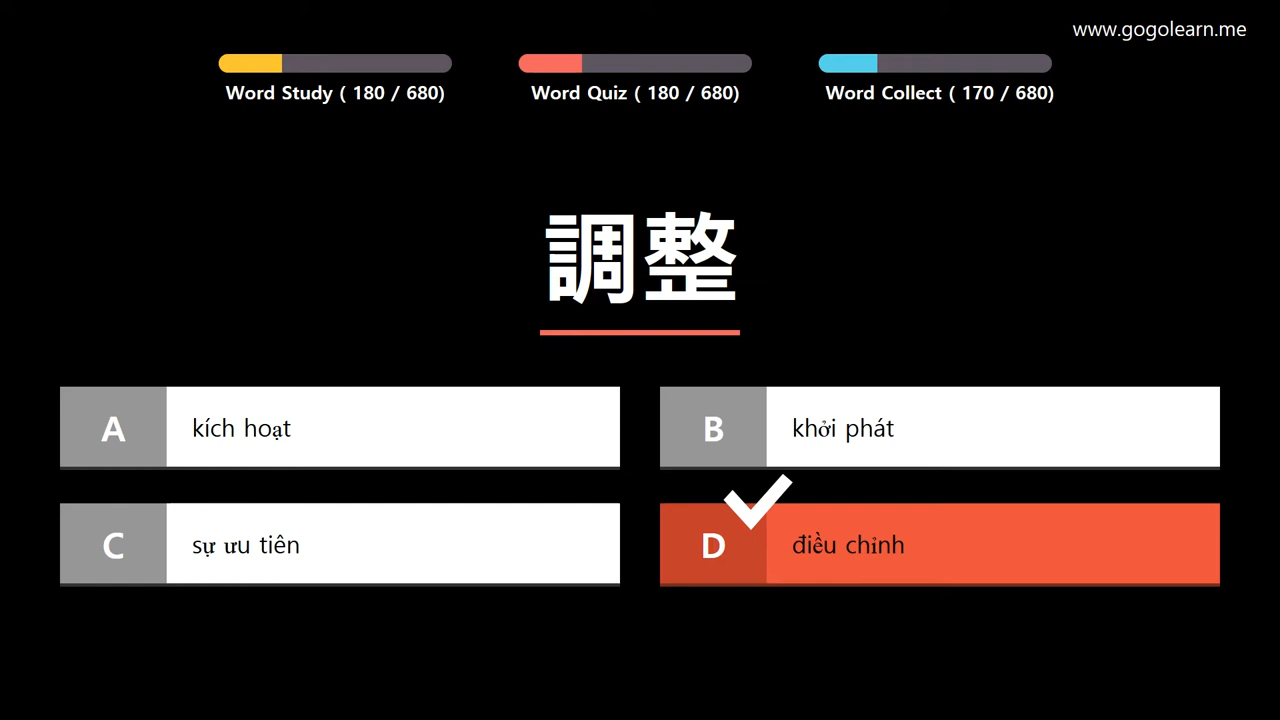 www.gogolearn.me
Word Study ( 180 / 680)
Word Quiz ( 180 / 680)
Word Collect ( 170 / 680)
調整
A kích hoạt
B khởi phát
C sự ưu tiên
D điều chỉnh